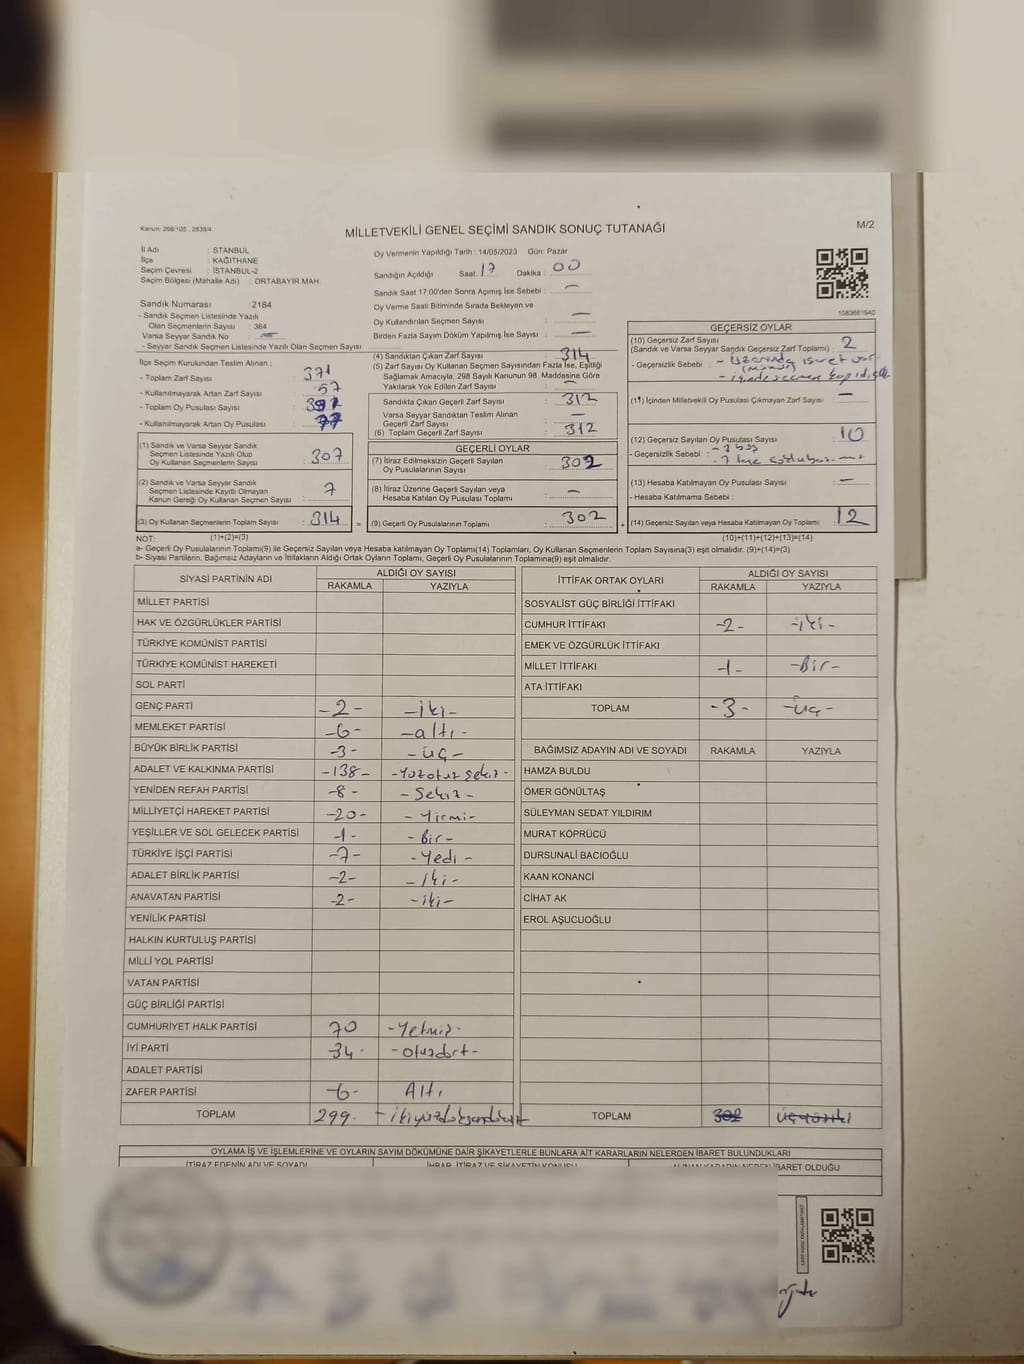 Kanun: 298/105 , 2839/4
MİLLETVEKİLİ GENEL SEÇİMİ SANDIK SONUÇ TUTANAĞI
M/2
İl Adı : İSTANBUL
İlçe : KAĞITHANE
Seçim Çevresi : İSTANBUL-2
Seçim Bölgesi (Mahalle Adı) : ORTABAYIR MAH.
Sandık Numarası : 2184
- Sandık Seçmen Listesinde Yazılı
Olan Seçmenlerin Sayısı : 364
Varsa Seyyar Sandık No : —
- Seyyar Sandık Seçmen Listesinde Yazılı Olan Seçmen Sayısı :
Oy Vermenin Yapıldığı Tarih : 14/05/2023 Gün: Pazar
Sandığın Açıldığı Saat: 17 Dakika : 00
Sandık Saat 17.00'den Sonra Açılmış İse Sebebi : —
Oy Verme Saati Bitiminde Sırada Bekleyen ve
Oy Kullandırılan Seçmen Sayısı : —
Birden Fazla Sayım Döküm Yapılmış İse Sayısı : —
1083681940
İlçe Seçim Kurulundan Teslim Alınan ;
- Toplam Zarf Sayısı : 371
- Kullanılmayarak Artan Zarf Sayısı : 57
- Toplam Oy Pusulası Sayısı :
- Kullanılmayarak Artan Oy Pusulası : 77
(1) Sandık ve Varsa Seyyar Sandık
Seçmen Listesinde Yazılı Olup
Oy Kullanan Seçmenlerin Sayısı : 307
(2) Sandık ve Varsa Seyyar Sandık
Seçmen Listesinde Kayıtlı Olmayan
Kanun Gereği Oy Kullanan Seçmen Sayısı : 7
(3) Oy Kullanan Seçmenlerin Toplam Sayısı : 314 =
(4) Sandıktan Çıkan Zarf Sayısı : 314
(5) Zarf Sayısı Oy Kullanan Seçmen Sayısından Fazla İse, Eşitliği
Sağlamak Amacıyla, 298 Sayılı Kanunun 98. Maddesine Göre
Yakılarak Yok Edilen Zarf Sayısı : —
Sandıkta Çıkan Geçerli Zarf Sayısı : 312
Varsa Seyyar Sandıktan Teslim Alınan
Geçerli Zarf Sayısı : —
(6) Toplam Geçerli Zarf Sayısı : 312
GEÇERLİ OYLAR
(7) İtiraz Edilmeksizin Geçerli Sayılan
Oy Pusulalarının Sayısı : 302
(8) İtiraz Üzerine Geçerli Sayılan veya
Hesaba Katılan Oy Pusulası Toplamı : —
(9) Geçerli Oy Pusulalarının Toplamı : 302 +
GEÇERSİZ OYLAR
(10) Geçersiz Zarf Sayısı
(Sandık ve Varsa Seyyar Sandık Geçersiz Zarf Toplamı) : 2
- Geçersizlik Sebebi : - üzerinde işaret var
(11) İçinden Milletvekili Oy Pusulası Çıkmayan Zarf Sayısı : —
(12) Geçersiz Sayılan Oy Pusulası Sayısı : 10
- Geçersizlik Sebebi :
(13) Hesaba Katılmayan Oy Pusulası Sayısı : —
- Hesaba Katılmama Sebebi :
(14) Geçersiz Sayılan veya Hesaba Katılmayan Oy Toplamı : 12
NOT: (1)+(2)=(3) (10)+(11)+(12)+(13)=(14)
a- Geçerli Oy Pusulalarının Toplamı(9) ile Geçersiz Sayılan veya Hesaba katılmayan Oy Toplamı(14) Toplamları, Oy Kullanan Seçmenlerin Toplam Sayısına(3) eşit olmalıdır. (9)+(14)=(3)
b- Siyasi Partilerin, Bağımsız Adayların ve İttifakların Aldığı Ortak Oyların Toplamı, Geçerli Oy Pusulalarının Toplamına(9) eşit olmalıdır.
SİYASİ PARTİNİN ADI ALDIĞI OY SAYISI
RAKAMLA YAZIYLA
MİLLET PARTİSİ
HAK VE ÖZGÜRLÜKLER PARTİSİ
TÜRKİYE KOMÜNİST PARTİSİ
TÜRKİYE KOMÜNİST HAREKETİ
SOL PARTİ
GENÇ PARTİ -2- -iki-
MEMLEKET PARTİSİ -6- -altı-
BÜYÜK BİRLİK PARTİSİ -3- -üç-
ADALET VE KALKINMA PARTİSİ -138- -Yüzotuz sekiz-
YENİDEN REFAH PARTİSİ -8- -Sekiz-
MİLLİYETÇİ HAREKET PARTİSİ -20- -Yirmi-
YEŞİLLER VE SOL GELECEK PARTİSİ -1- -Bir-
TÜRKİYE İŞÇİ PARTİSİ -7- -Yedi-
ADALET BİRLİK PARTİSİ -2- -İki-
ANAVATAN PARTİSİ -2- -iki-
YENİLİK PARTİSİ
HALKIN KURTULUŞ PARTİSİ
MİLLİ YOL PARTİSİ
VATAN PARTİSİ
GÜÇ BİRLİĞİ PARTİSİ
CUMHURİYET HALK PARTİSİ 70 -Yetmiş-
İYİ PARTİ -34- -otuzdört-
ADALET PARTİSİ
ZAFER PARTİSİ -6- Altı
TOPLAM 299- -ikiyüzdoksandokuz-
İTTİFAK ORTAK OYLARI ALDIĞI OY SAYISI
RAKAMLA YAZIYLA
SOSYALİST GÜÇ BİRLİĞİ İTTİFAKI
CUMHUR İTTİFAKI -2- -iki-
EMEK VE ÖZGÜRLÜK İTTİFAKI
MİLLET İTTİFAKI -1- -Bir-
ATA İTTİFAKI
TOPLAM -3- -üç-
BAĞIMSIZ ADAYIN ADI VE SOYADI RAKAMLA YAZIYLA
HAMZA BULDU
ÖMER GÖNÜLTAŞ
SÜLEYMAN SEDAT YILDIRIM
MURAT KÖPRÜCÜ
DURSUNALİ BACIOĞLU
KAAN KONANCİ
CİHAT AK
EROL AŞUCUOĞLU
TOPLAM 302 üçyüziki
OYLAMA İŞ VE İŞLEMLERİNE VE OYLARIN SAYIM DÖKÜMÜNE DAİR ŞİKAYETLERLE BUNLARA AİT KARARLARIN NELERDEN İBARET BULUNDUKLARI
İTİRAZ EDENİN ADI VE SOYADI İHBAR, İTİRAZ VE ŞİKAYETİN KONUSU ALINAN KARARIN NEDEN İBARET OLDUĞU